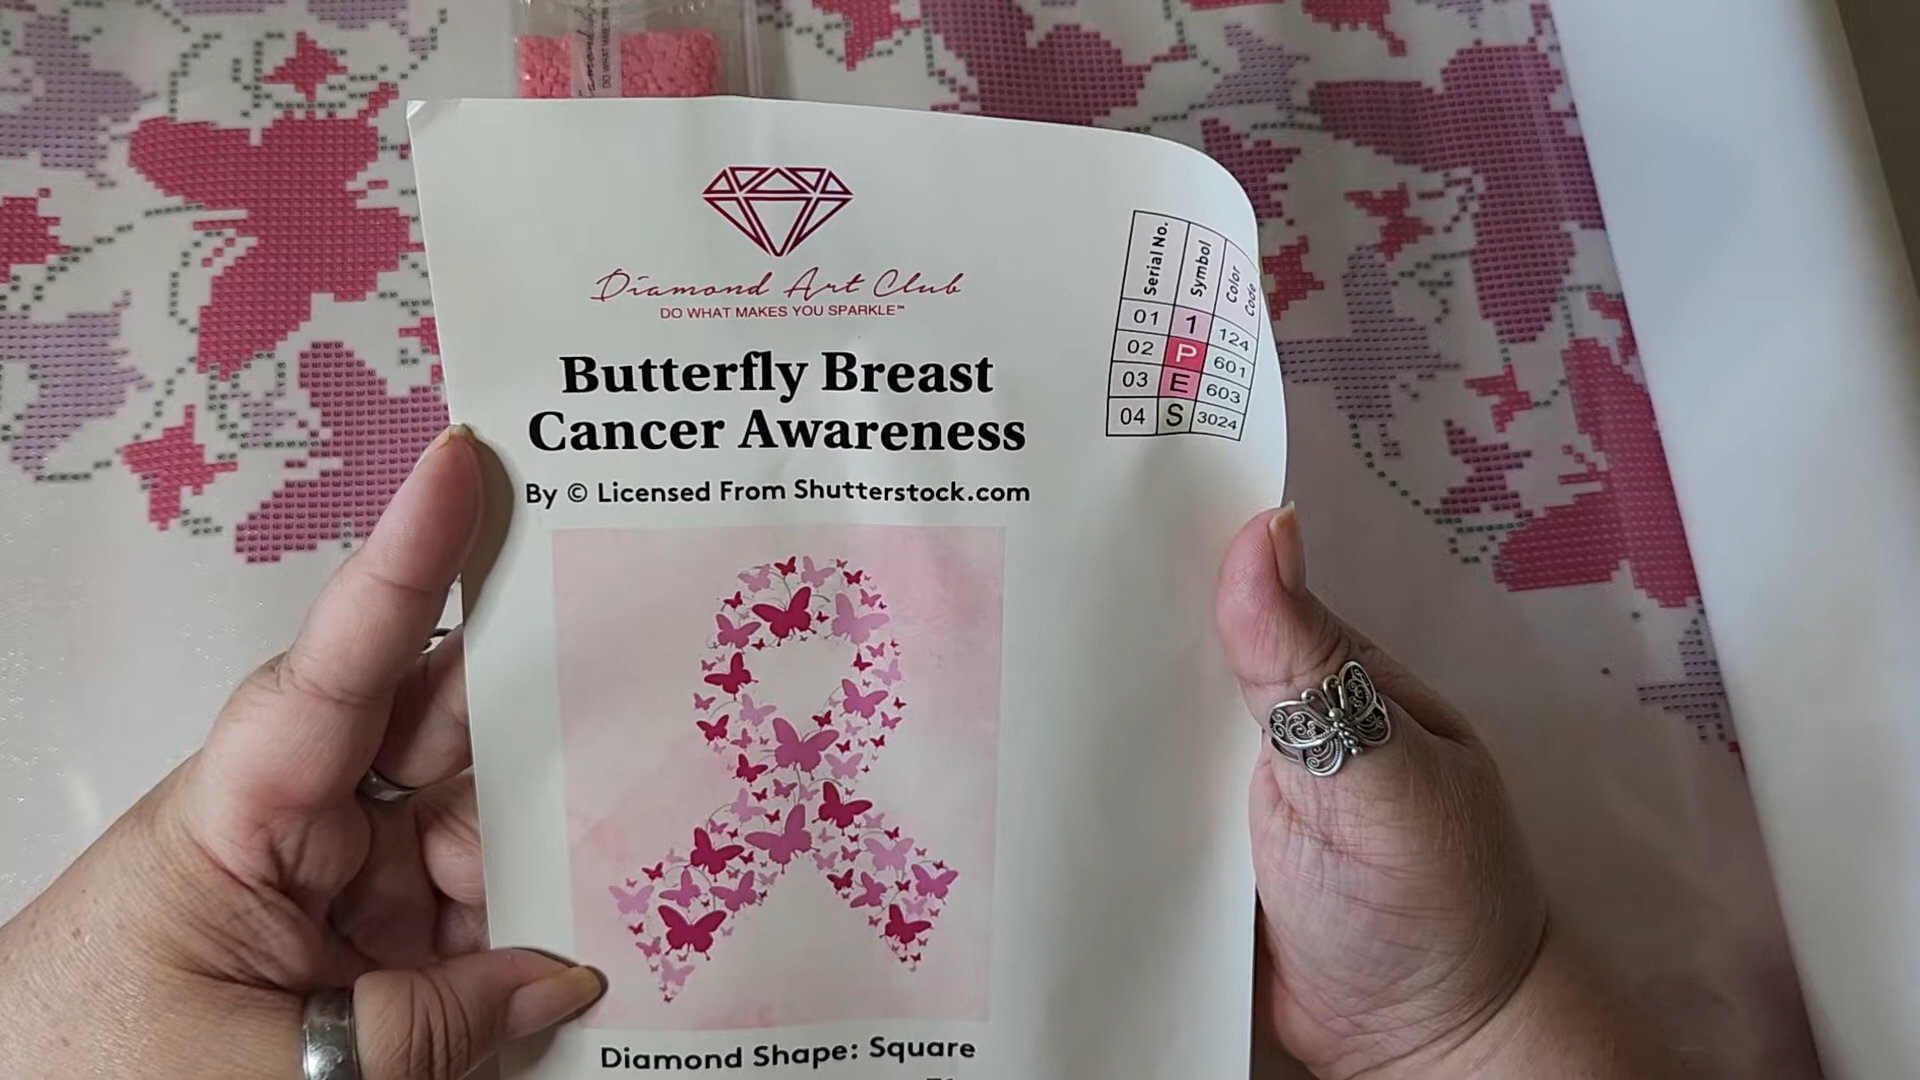 Diamond Art Club
DO WHAT MAKES YOU SPARKLE™
Butterfly Breast
Cancer Awareness
By © Licensed From Shutterstock.com
Serial No. Symbol Color Code
01 1 124
02 P 601
03 E 603
04 S 3024
Diamond Shape: Square